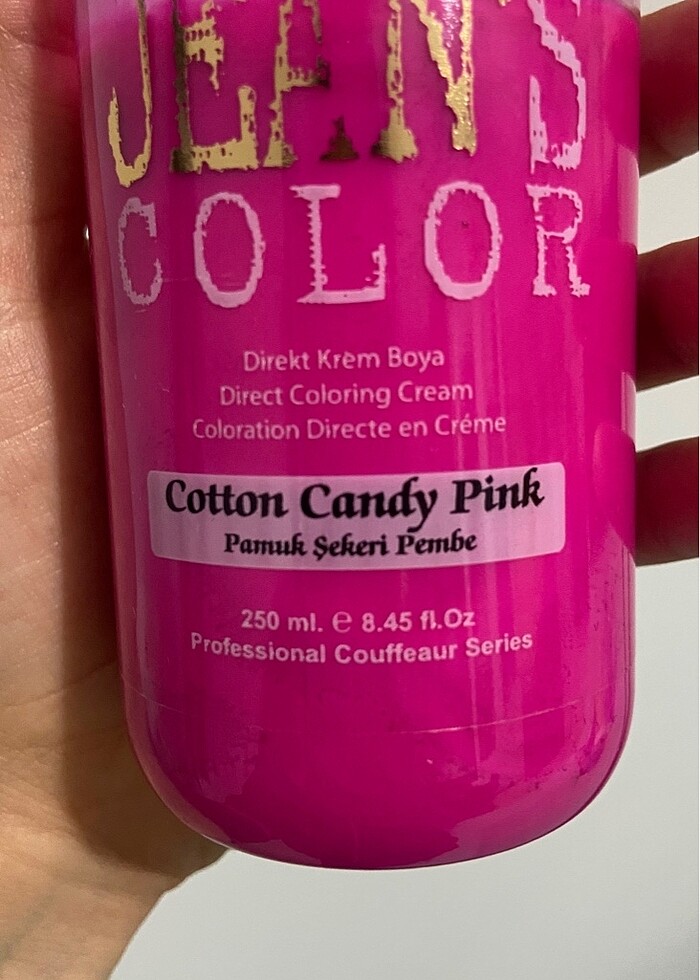 JEANS
COLOR
Direkt Krèm Boya
Direct Coloring Cream
Coloration Directe en Créme
Cotton Candy Pink
Pamuk Şekeri Pembe
250 ml. ℮ 8.45 fl.Oz
Professional Couffeaur Series